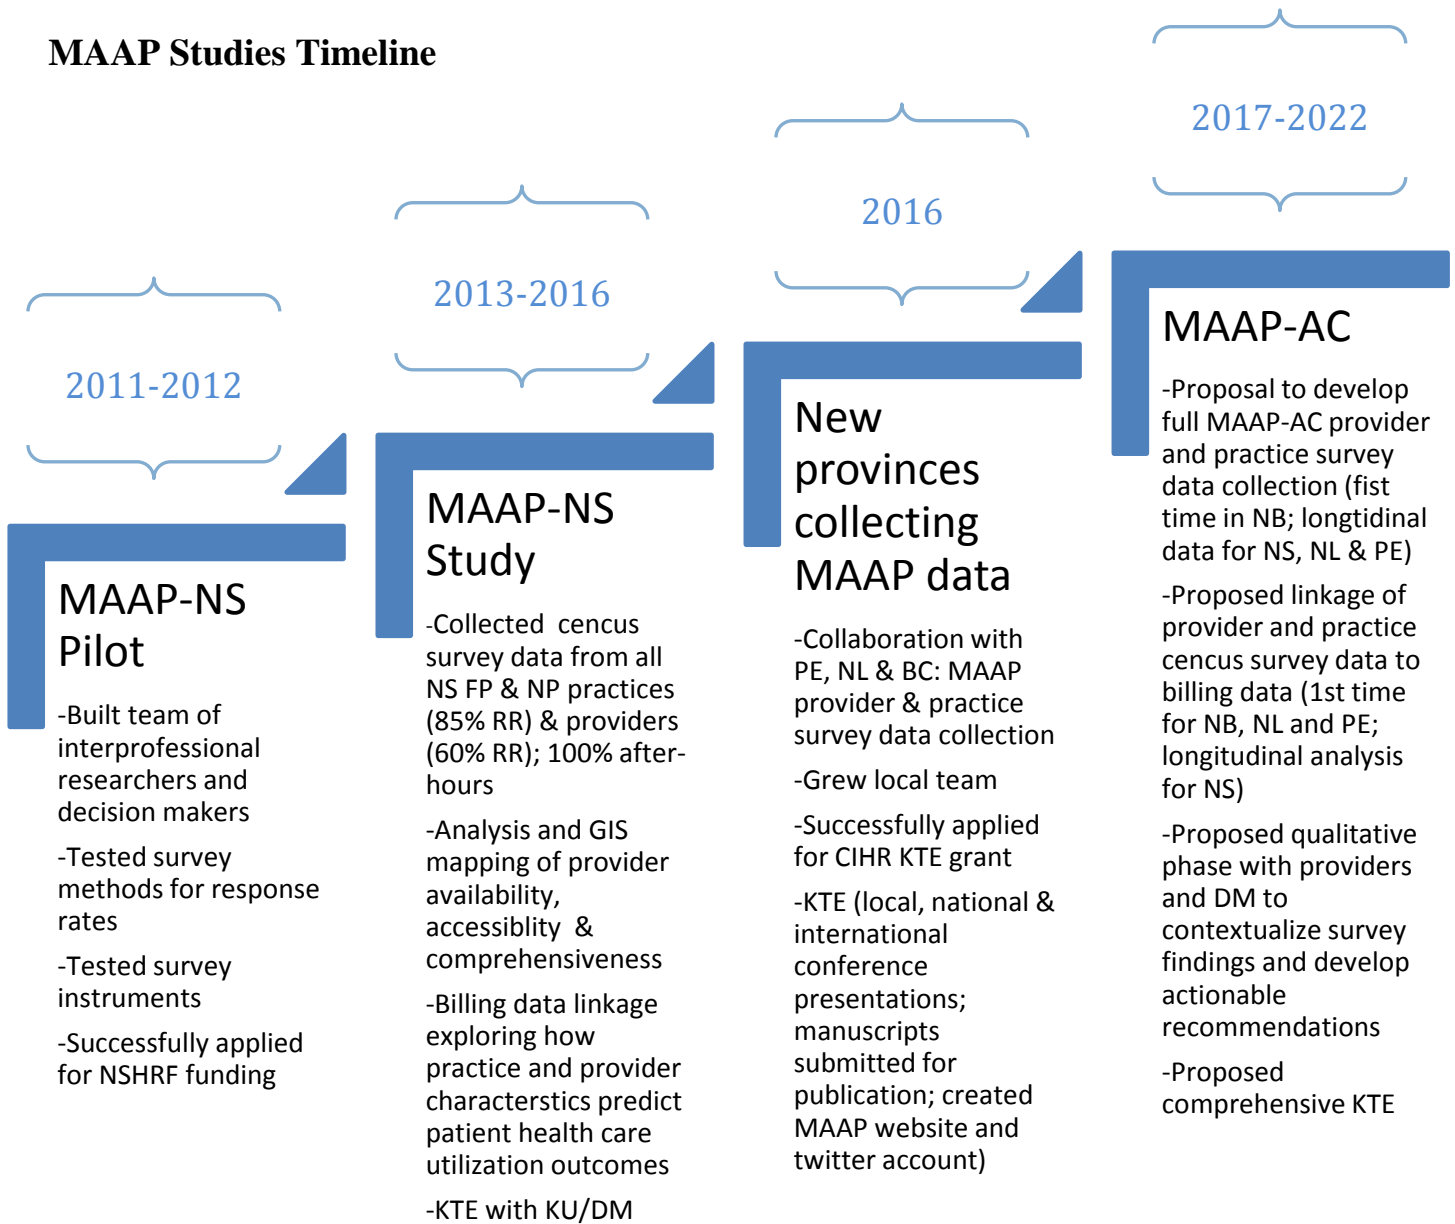 MAAP Studies Timeline
2011-2012
MAAP-NS
Pilot
-Built team of
interprofessional
researchers and
decision makers
-Tested survey
methods for response
rates
-Tested survey
instruments
-Successfully applied
for NSHRF funding
2013-2016
MAAP-NS
Study
-Collected cencus
survey data from all
NS FP & NP practices
(85% RR) & providers
(60% RR); 100% after-
hours
-Analysis and GIS
mapping of provider
availability,
accessiblity &
comprehensiveness
-Billing data linkage
exploring how
practice and provider
characterstics predict
patient health care
utilization outcomes
-KTE with KU/DM
2016
New
provinces
collecting
MAAP data
-Collaboration with
PE, NL & BC: MAAP
provider & practice
survey data collection
-Grew local team
-Successfully applied
for CIHR KTE grant
-KTE (local, national &
international
conference
presentations;
manuscripts
submitted for
publication; created
MAAP website and
twitter account)
2017-2022
MAAP-AC
-Proposal to develop
full MAAP-AC provider
and practice survey
data collection (fist
time in NB; longtidinal
data for NS, NL & PE)
-Proposed linkage of
provider and practice
cencus survey data to
billing data (1st time
for NB, NL and PE;
longitudinal analysis
for NS)
-Proposed qualitative
phase with providers
and DM to
contextualize survey
findings and develop
actionable
recommendations
-Proposed
comprehensive KTE